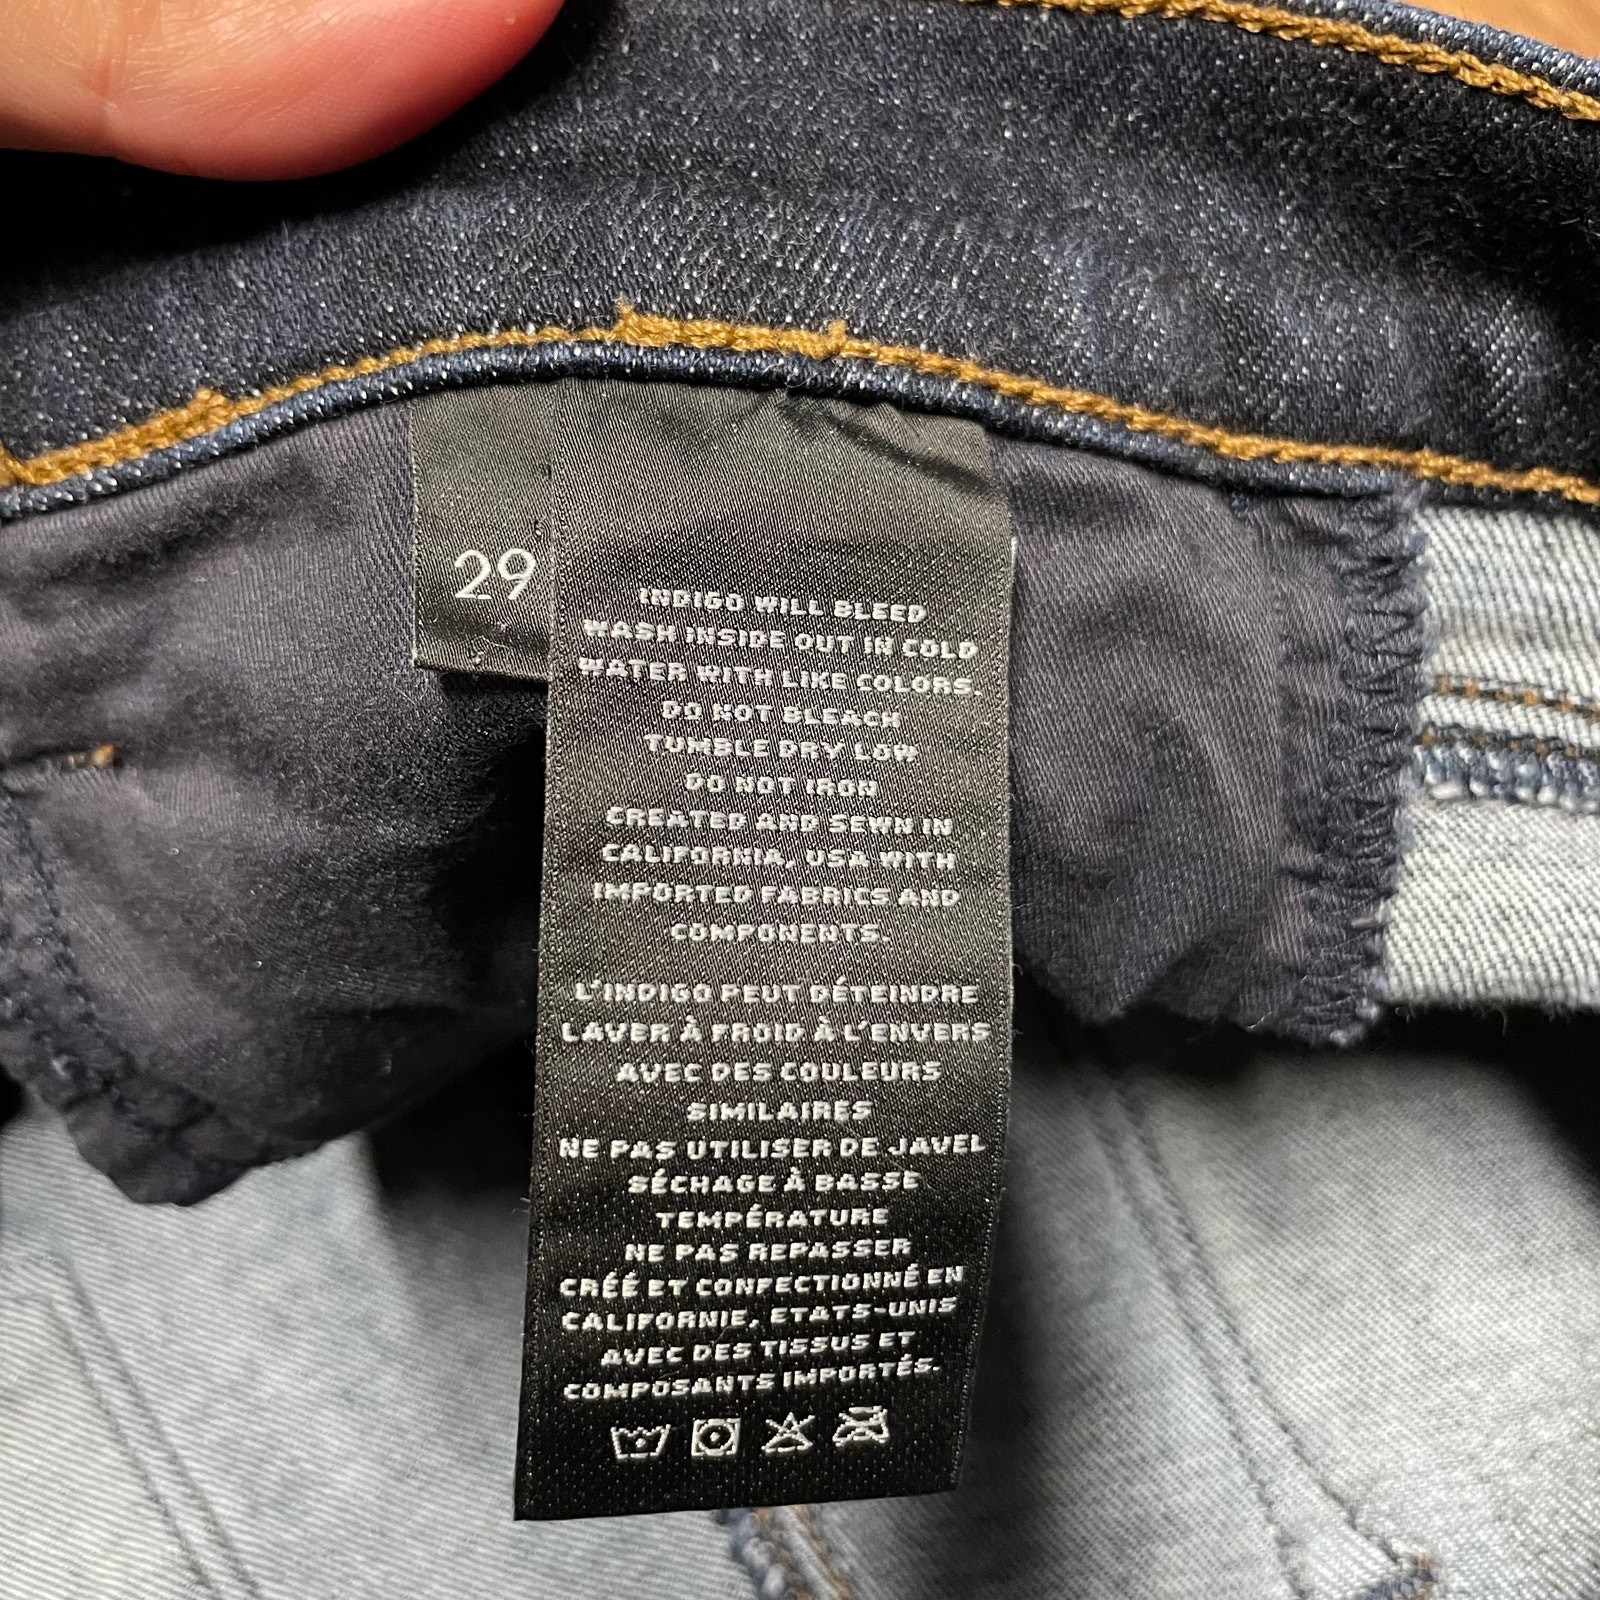 29
INDIGO WILL BLEED
WASH INSIDE OUT IN COLD
WATER WITH LIKE COLORS.
DO NOT BLEACH
TUMBLE DRY LOW
DO NOT IRON
CREATED AND SEWN IN
CALIFORNIA, USA WITH
IMPORTED FABRICS AND
COMPONENTS.
L'INDIGO PEUT DÉTEINDRE
LAVER À FROID À L'ENVERS
AVEC DES COULEURS
SIMILAIRES
NE PAS UTILISER DE JAVEL
SÉCHAGE À BASSE
TEMPÉRATURE
NE PAS REPASSER
CRÉÉ ET CONFECTIONNÉ EN
CALIFORNIE, ETATS-UNIS
AVEC DES TISSUS ET
COMPOSANTS IMPORTÉS.